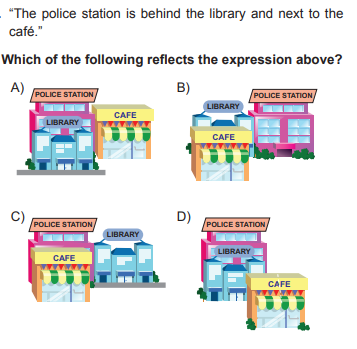 . “The police station is behind the library and next to the
café.”
Which of the following reflects the expression above?
A)
POLICE STATION
LIBRARY
CAFE
B)
POLICE STATION
LIBRARY
CAFE
C)
POLICE STATION
LIBRARY
CAFE
D)
POLICE STATION
LIBRARY
CAFE